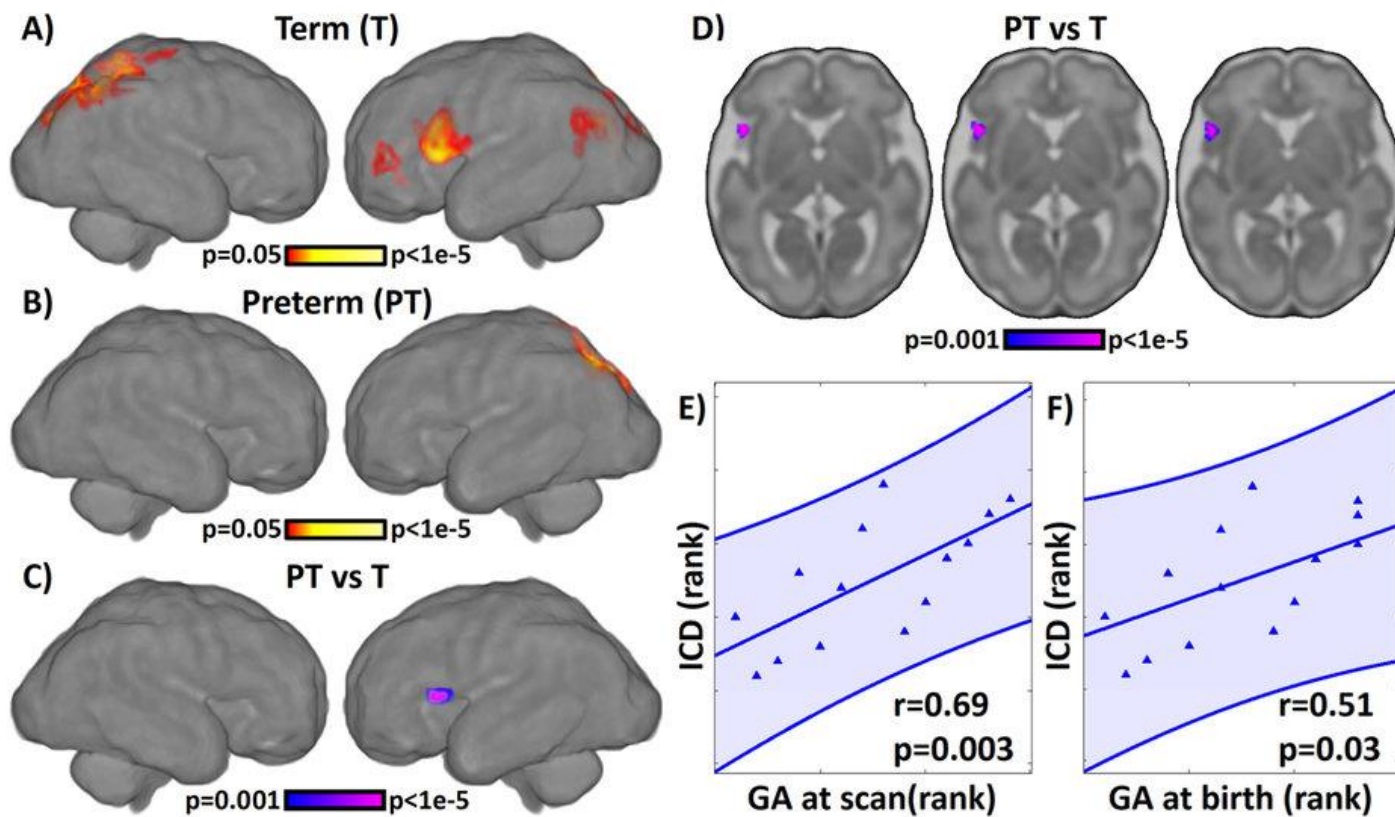 A) Term (T)
p=0.05 p<1e-5
B) Preterm (PT)
p=0.05 p<1e-5
C) PT vs T
p=0.001 p<1e-5
D) PT vs T
p=0.001 p<1e-5
E)
ICD (rank)
r=0.69
p=0.003
GA at scan(rank)
F)
ICD (rank)
r=0.51
p=0.03
GA at birth (rank)